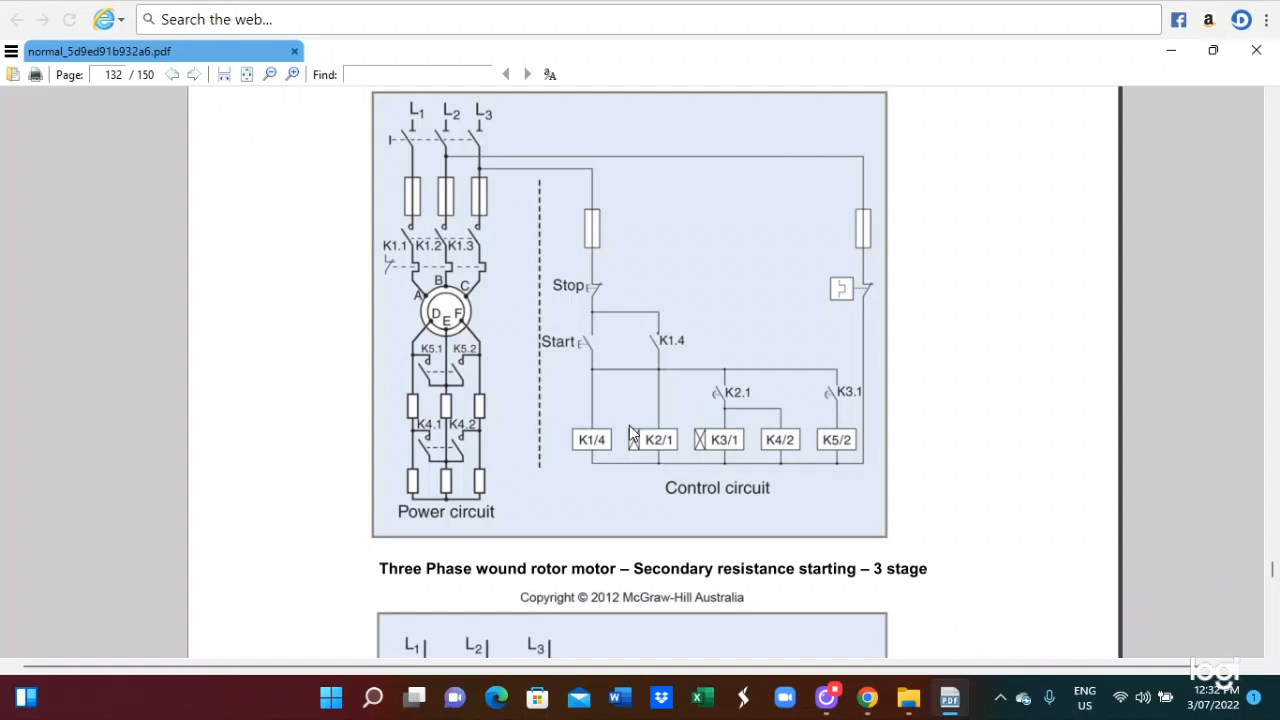 Search the web...
normal_5d9ed91b932a6.pdf
Page: 132 / 150 Find:
L1 L2 L3
K1.1 K1.2 K1.3
A B C
D E F
K5.1 K5.2
K4.1 K4.2
Power circuit
Stop
Start K1.4
K2.1 K3.1
K1/4 K2/1 K3/1 K4/2 K5/2
Control circuit
Three Phase wound rotor motor – Secondary resistance starting – 3 stage
Copyright © 2012 McGraw-Hill Australia
L1 L2 L3
logi
ENG
US
12:32 PM
3/07/2022